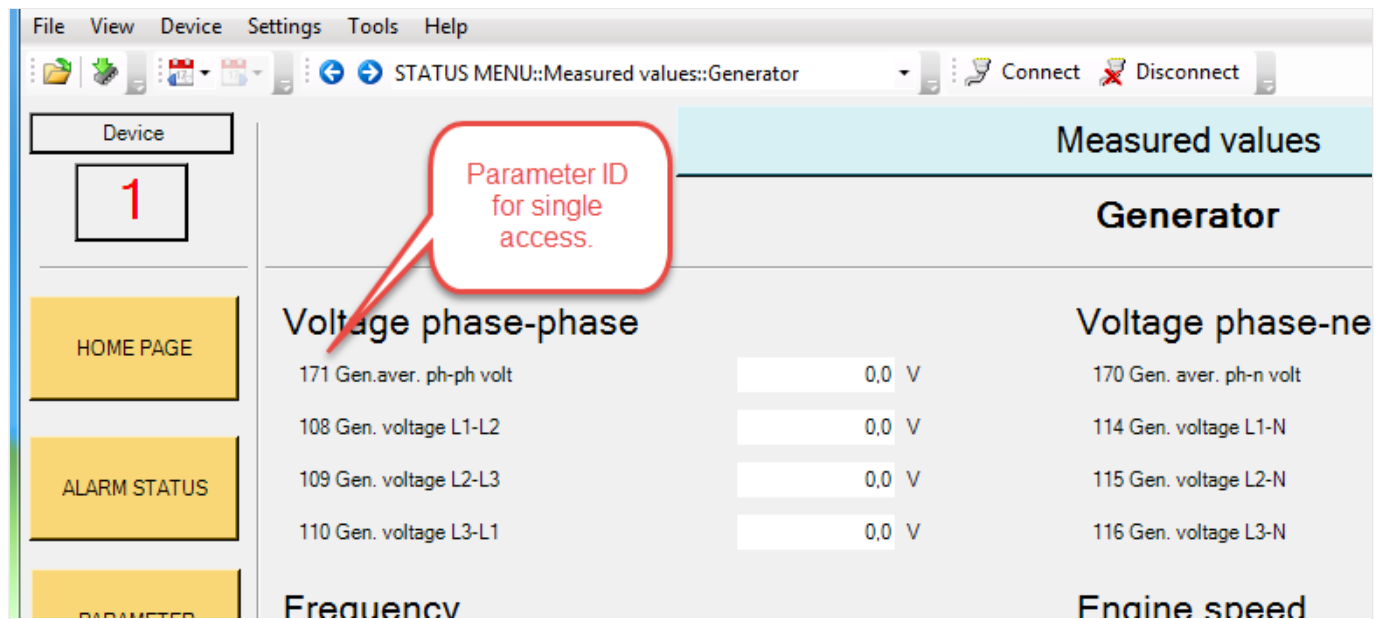 File View Device Settings Tools Help
STATUS MENU::Measured values::Generator Connect Disconnect
Device
1
Parameter ID
for single
access.
Measured values
Generator
HOME PAGE
ALARM STATUS
PARAMETER
Voltage phase-phase
171 Gen.aver. ph-ph volt 0,0 V
108 Gen. voltage L1-L2 0,0 V
109 Gen. voltage L2-L3 0,0 V
110 Gen. voltage L3-L1 0,0 V
Frequency
Voltage phase-ne
170 Gen. aver. ph-n volt
114 Gen. voltage L1-N
115 Gen. voltage L2-N
116 Gen. voltage L3-N
Engine speed